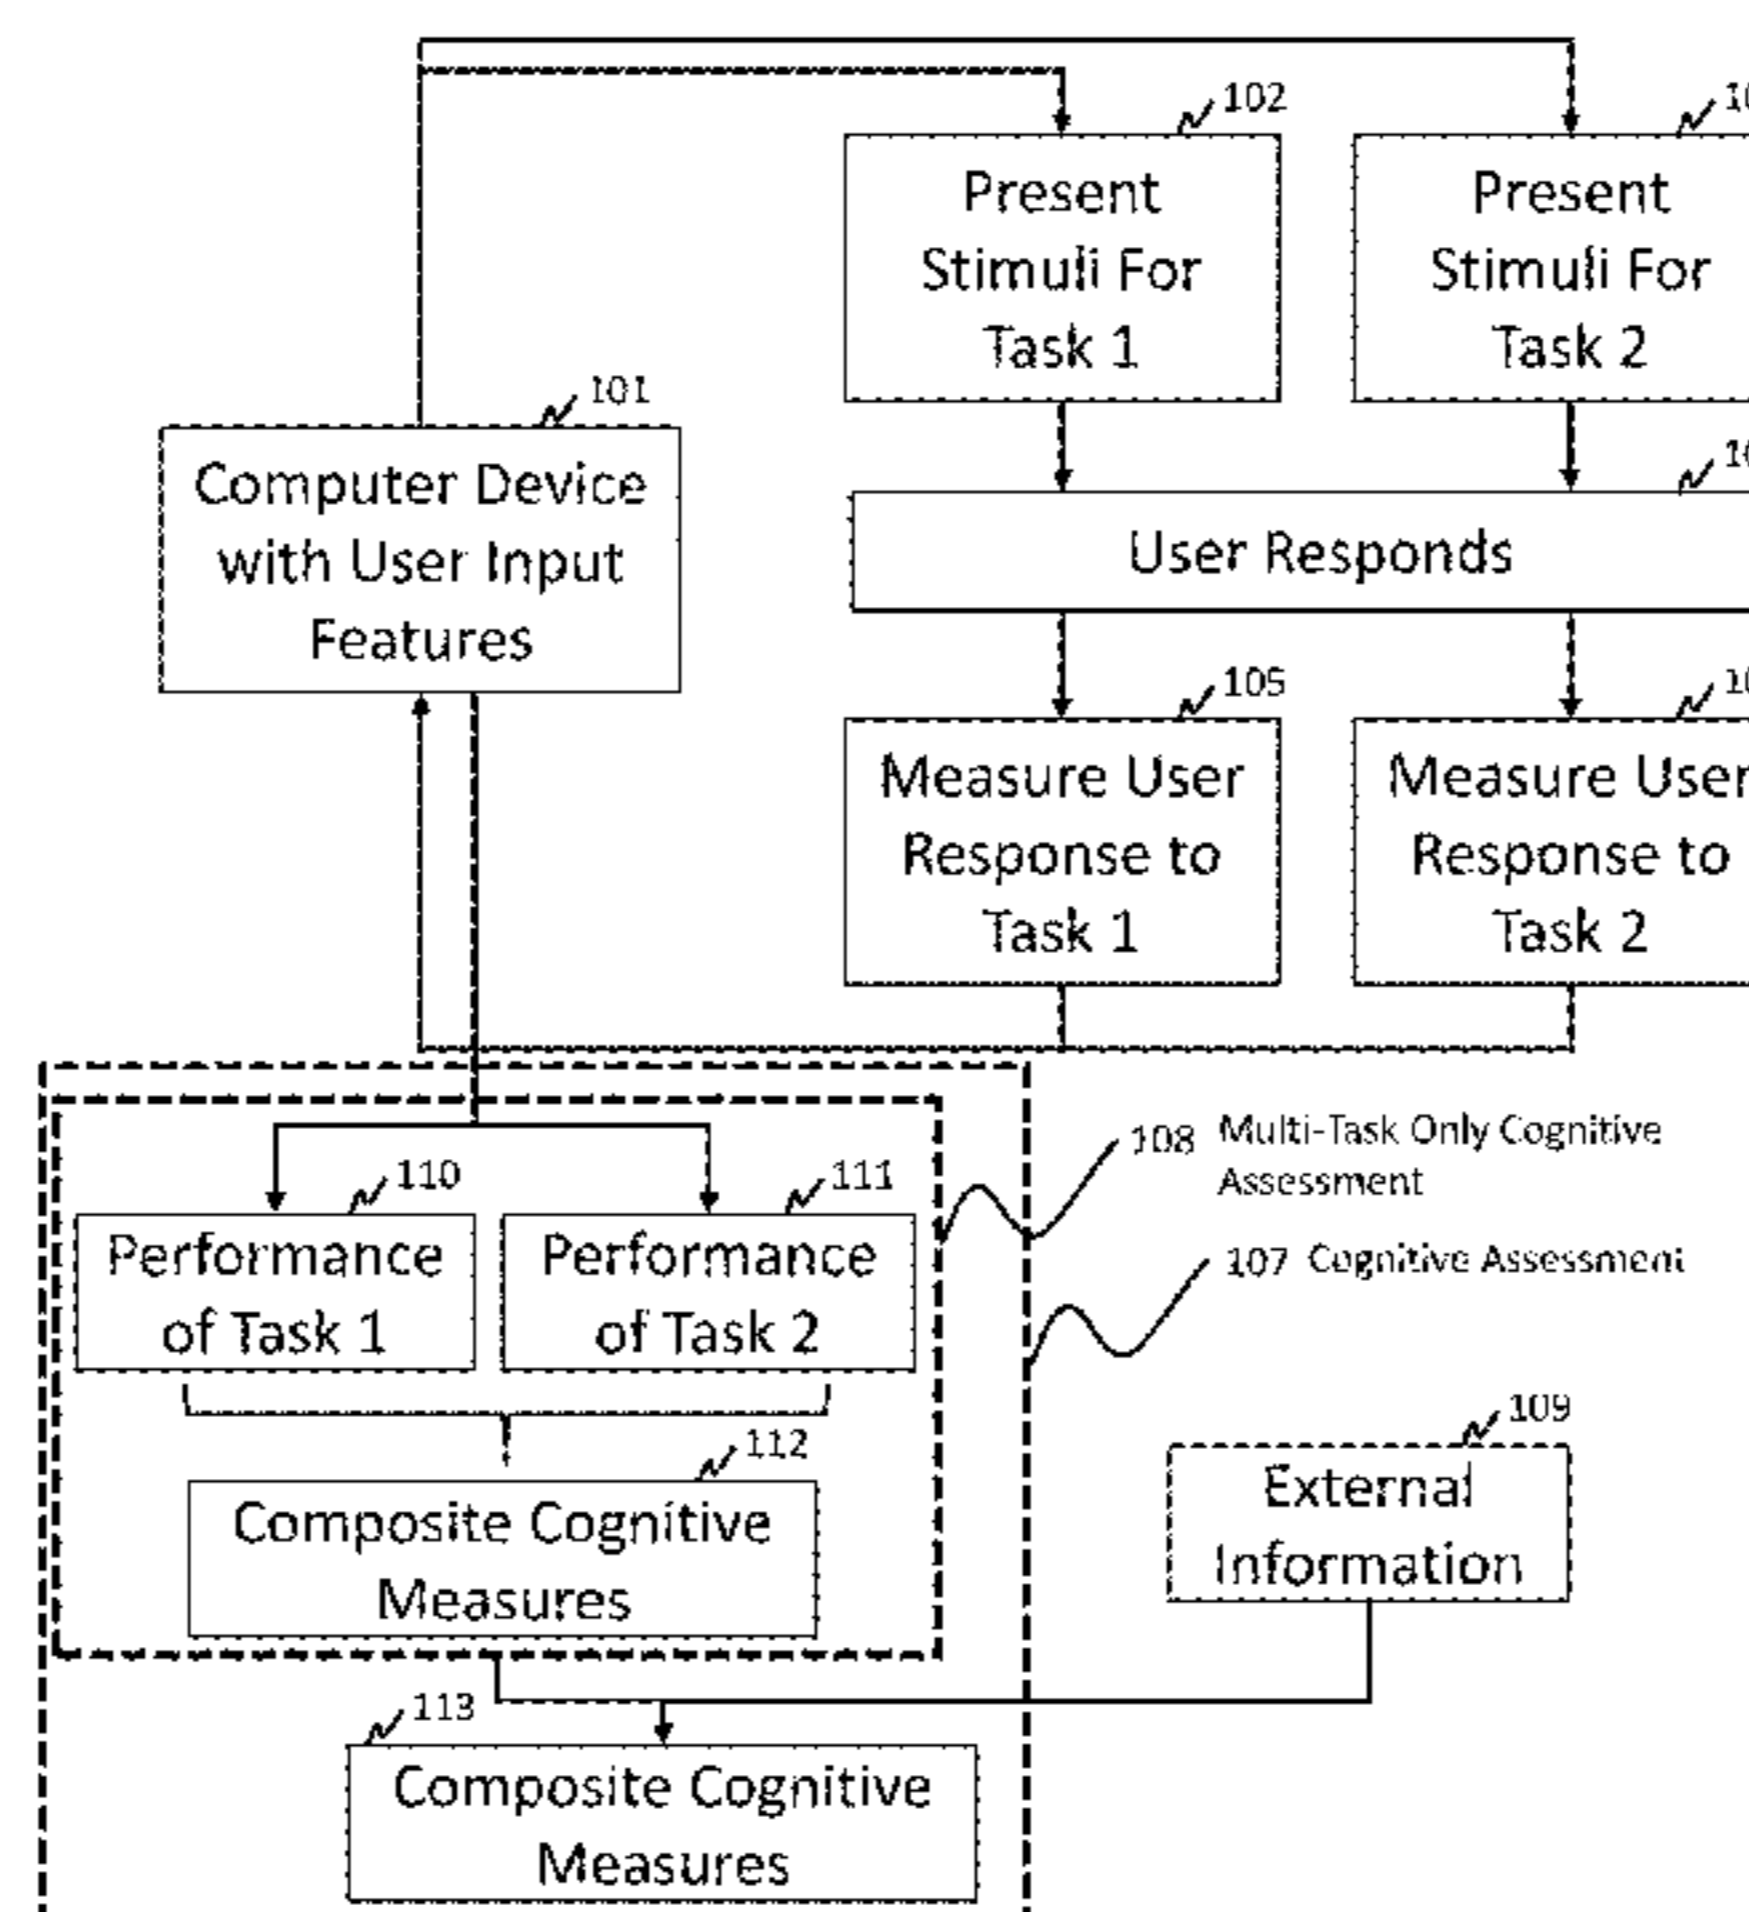 102
10
Present
Stimuli For
Task 1
Present
Stimuli For
Task 2
101
Computer Device
with User Input
Features
10
User Responds
105
10
Measure User
Response to
Task 1
Measure User
Response to
Task 2
108 Multi-Task Only Cognitive
Assessment
107 Cognitive Assessment
110
111
Performance
of Task 1
Performance
of Task 2
112
Composite Cognitive
Measures
109
External
Information
113
Composite Cognitive
Measures